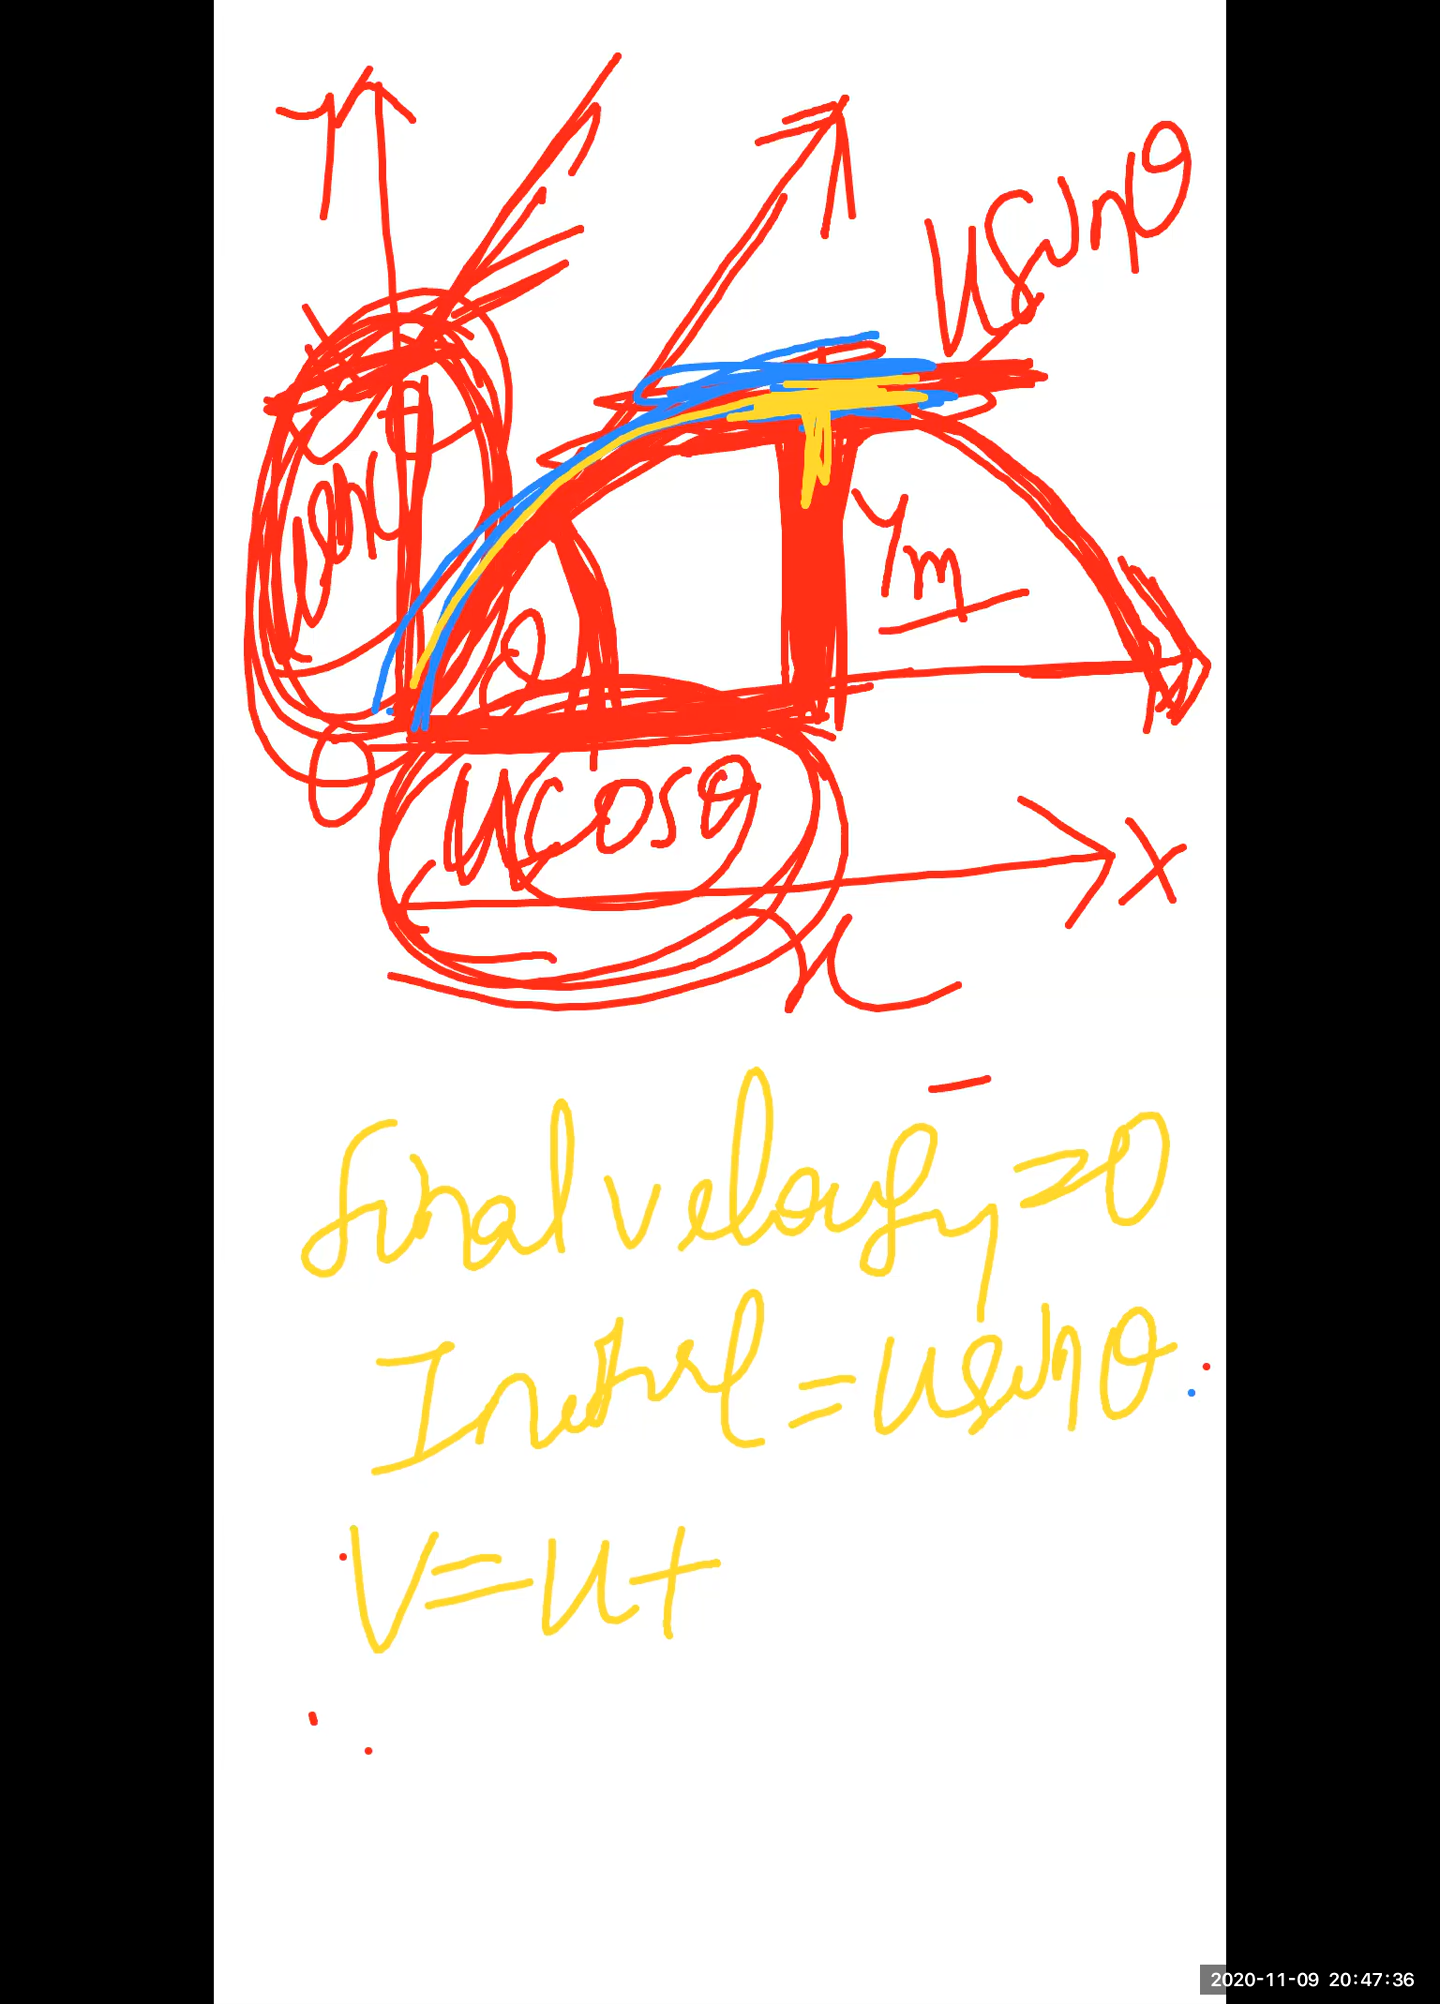 Y
usinθ
usinθ
Ym
θ
O
ucosθ
X
x
final velocity = 0
Initial = usinθ
V = u +
2020-11-09 20:47:36